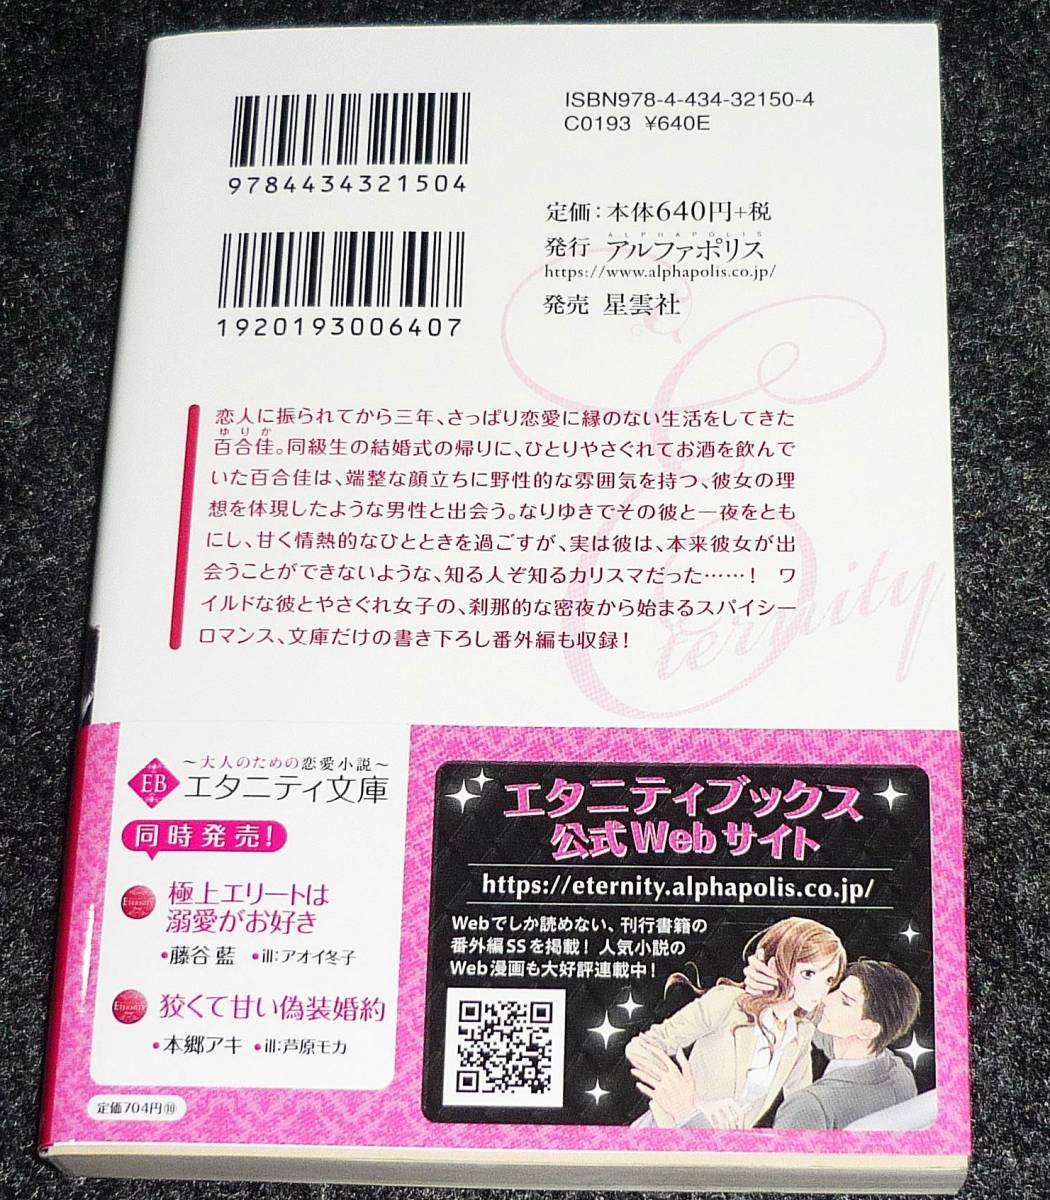 ISBN978-4-434-32150-4
C0193 ¥640E
9784434321504
1920193006407
定価：本体640円+税
ALPHAPOLIS
発行 アルファポリス
https://www.alphapolis.co.jp/
発売 星雲社
恋人に振られてから三年、さっぱり恋愛に縁のない生活をしてきた
ゆりか
百合佳。同級生の結婚式の帰りに、ひとりやさぐれてお酒を飲んで
いた百合佳は、端整な顔立ちに野性的な雰囲気を持つ、彼女の理
想を体現したような男性と出会う。なりゆきでその彼と一夜をとも
にし、甘く情熱的なひとときを過ごすが、実は彼は、本来彼女が出
会うことができないような、知る人ぞ知るカリスマだった……！　ワ
イルドな彼とやさぐれ女子の、刹那的な密夜から始まるスパイシー
ロマンス、文庫だけの書き下ろし番外編も収録！
Eternity
～大人のための恋愛小説～
EB エタニティ文庫
同時発売！
ETERNITY
極上エリートは
溺愛がお好き
・藤谷 藍 ・ill:アオイ冬子
ETERNITY
狡くて甘い偽装婚約
・本郷アキ ・ill:芦原モカ
定価704円⑩
エタニティブックス
公式Webサイト
https://eternity.alphapolis.co.jp/
Webでしか読めない、刊行書籍の
番外編SSを掲載！ 人気小説の
Web漫画も大好評連載中！